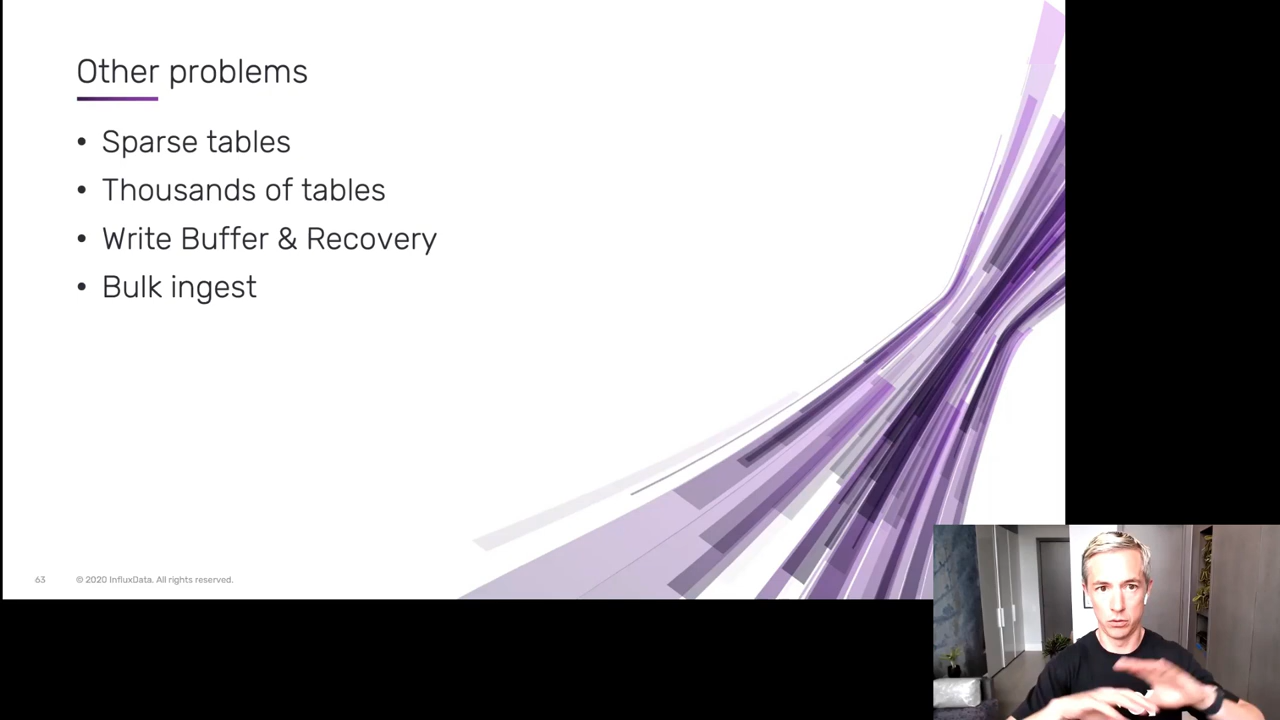 Other problems
• Sparse tables
• Thousands of tables
• Write Buffer & Recovery
• Bulk ingest
63 © 2020 InfluxData. All rights reserved.